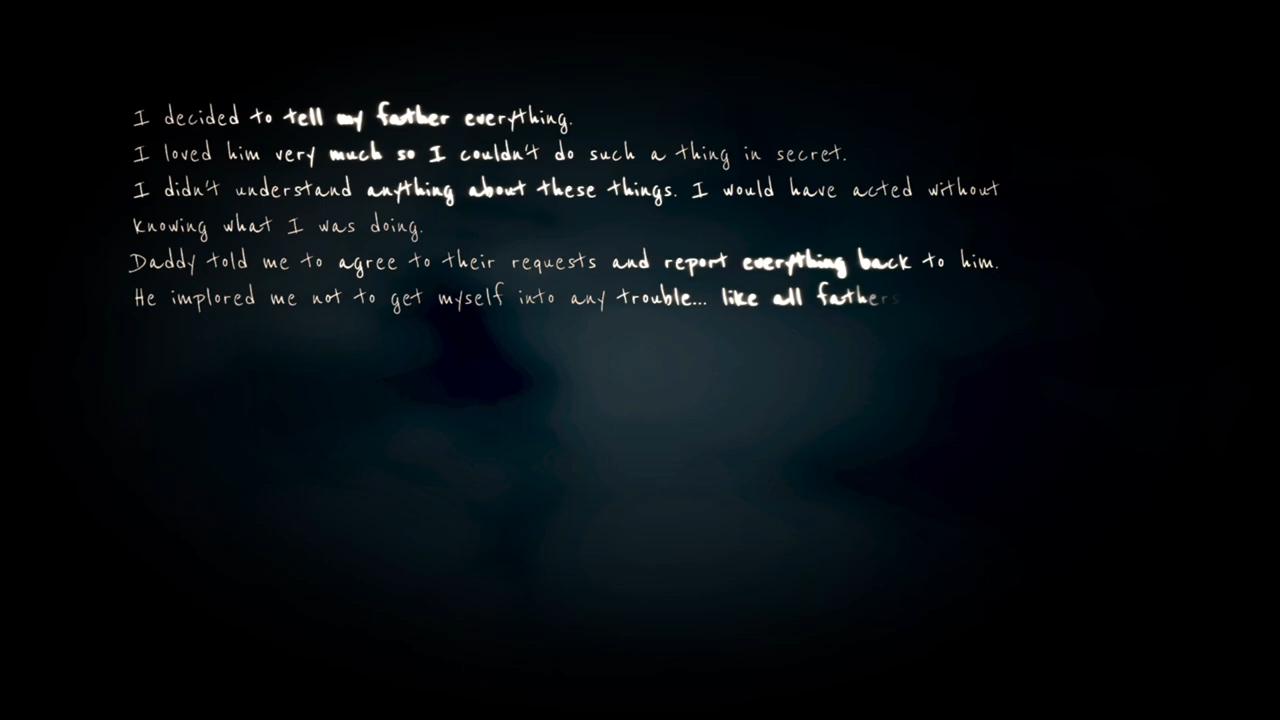 I decided to tell my father everything.
I loved him very much so I couldn't do such a thing in secret.
I didn't understand anything about these things. I would have acted without
knowing what I was doing.
Daddy told me to agree to their requests and report everything back to him.
He implored me not to get myself into any trouble... like all fathers